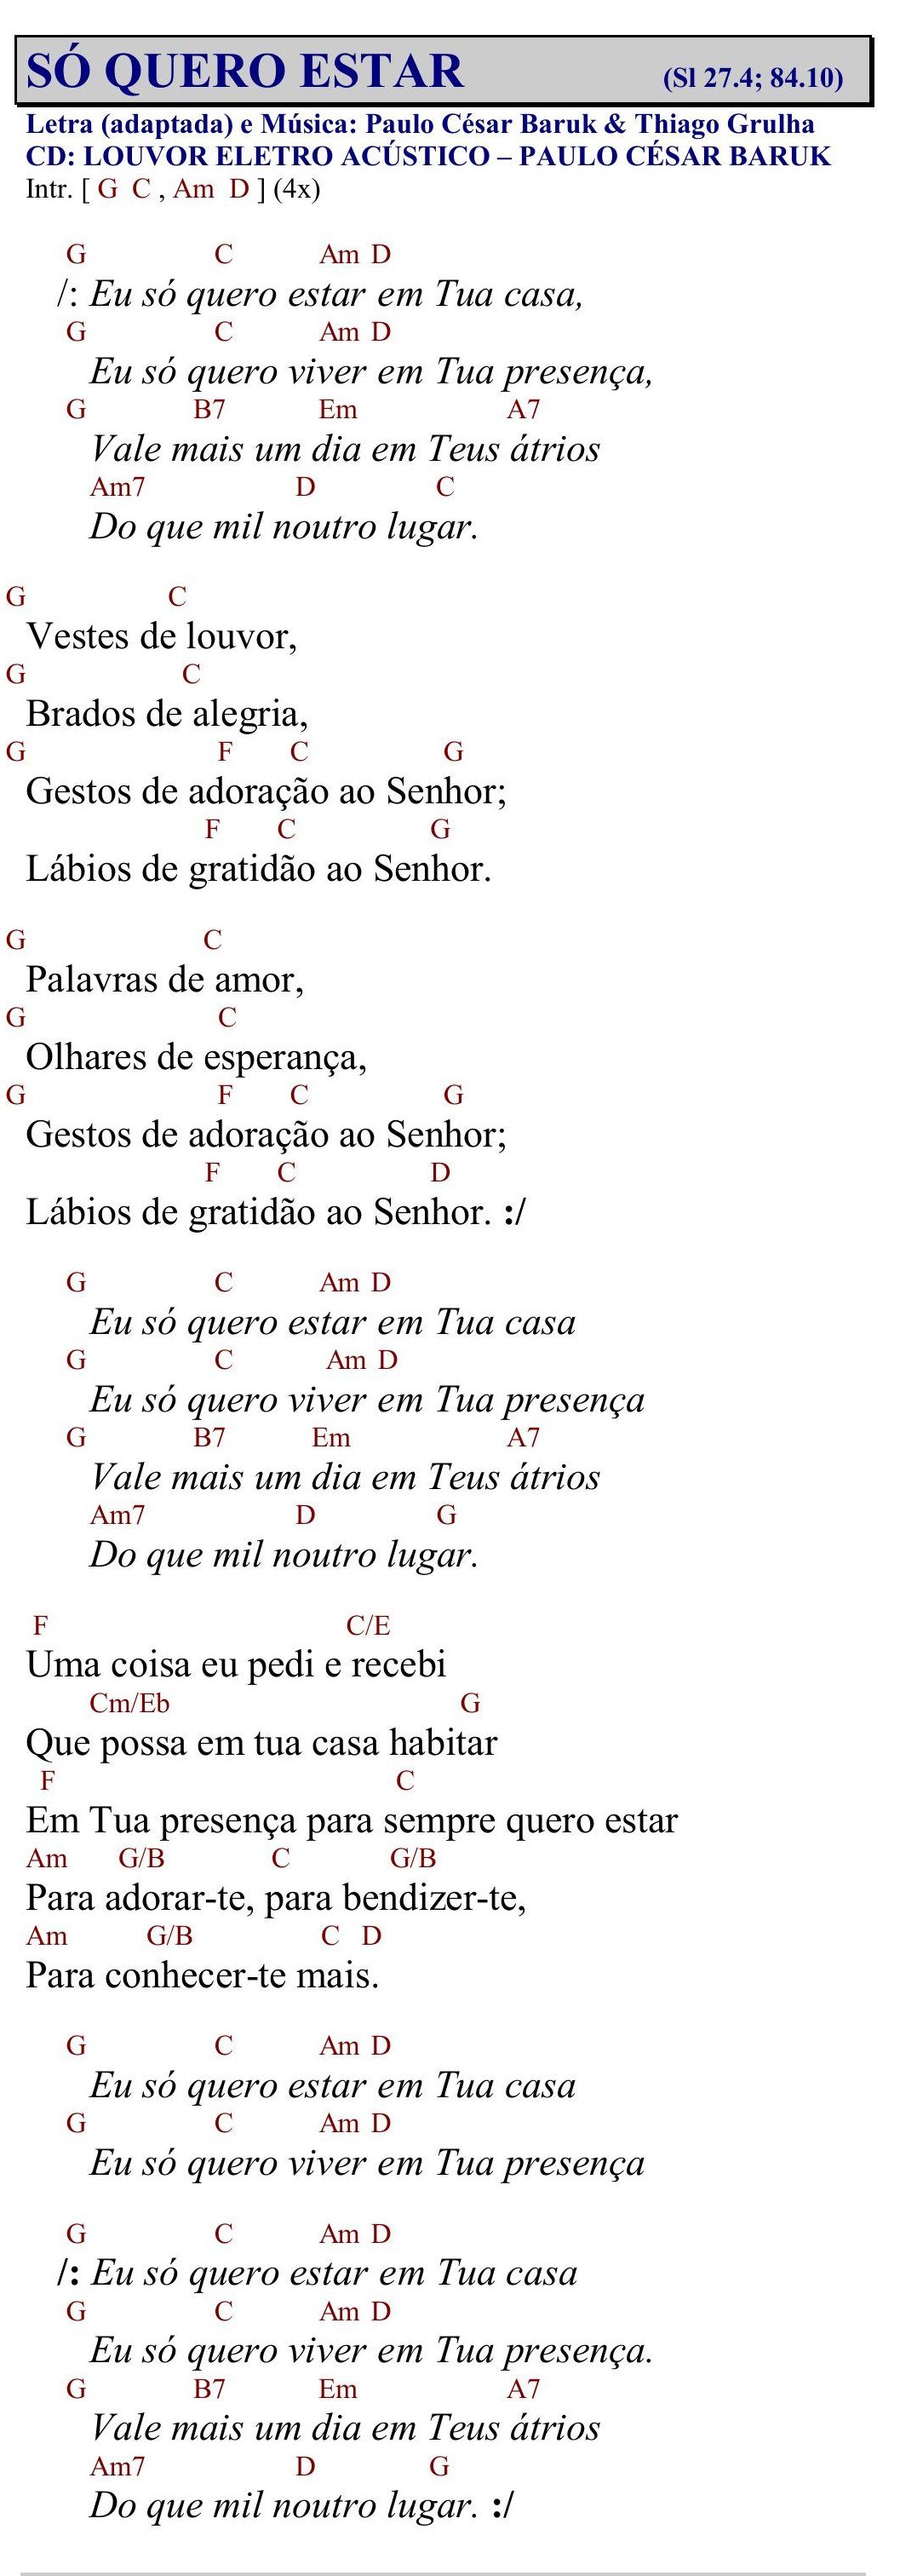 SÓ QUERO ESTAR (Sl 27.4; 84.10)
Letra (adaptada) e Música: Paulo César Baruk & Thiago Grulha
CD: LOUVOR ELETRO ACÚSTICO – PAULO CÉSAR BARUK
Intr. [ G C , Am D ] (4x)
G C Am D
/: Eu só quero estar em Tua casa,
G C Am D
Eu só quero viver em Tua presença,
G B7 Em A7
Vale mais um dia em Teus átrios
Am7 D C
Do que mil noutro lugar.
G C
Vestes de louvor,
G C
Brados de alegria,
G F C G
Gestos de adoração ao Senhor;
F C G
Lábios de gratidão ao Senhor.
G C
Palavras de amor,
G C
Olhares de esperança,
G F C G
Gestos de adoração ao Senhor;
F C D
Lábios de gratidão ao Senhor. :/
G C Am D
Eu só quero estar em Tua casa
G C Am D
Eu só quero viver em Tua presença
G B7 Em A7
Vale mais um dia em Teus átrios
Am7 D G
Do que mil noutro lugar.
F C/E
Uma coisa eu pedi e recebi
Cm/Eb G
Que possa em tua casa habitar
F C
Em Tua presença para sempre quero estar
Am G/B C G/B
Para adorar-te, para bendizer-te,
Am G/B C D
Para conhecer-te mais.
G C Am D
Eu só quero estar em Tua casa
G C Am D
Eu só quero viver em Tua presença
G C Am D
/: Eu só quero estar em Tua casa
G C Am D
Eu só quero viver em Tua presença.
G B7 Em A7
Vale mais um dia em Teus átrios
Am7 D G
Do que mil noutro lugar. :/